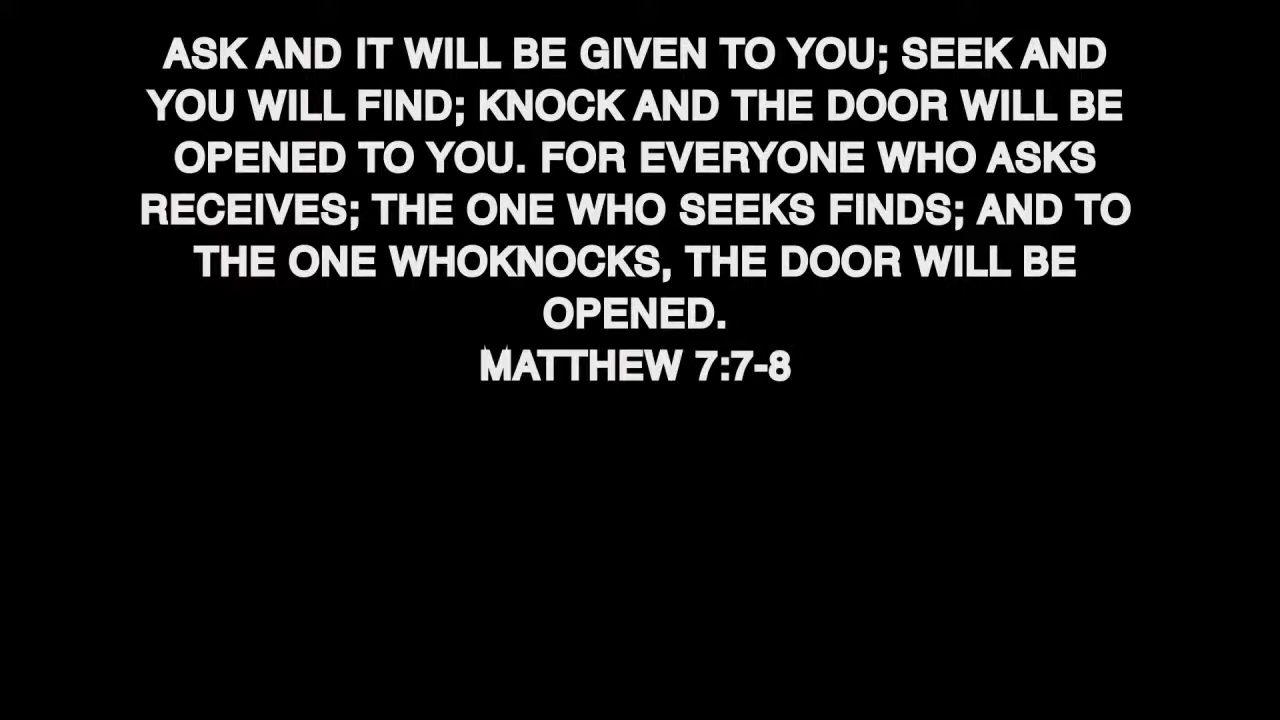 ASK AND IT WILL BE GIVEN TO YOU; SEEK AND
YOU WILL FIND; KNOCK AND THE DOOR WILL BE
OPENED TO YOU. FOR EVERYONE WHO ASKS
RECEIVES; THE ONE WHO SEEKS FINDS; AND TO
THE ONE WHOKNOCKS, THE DOOR WILL BE
OPENED.
MATTHEW 7:7-8